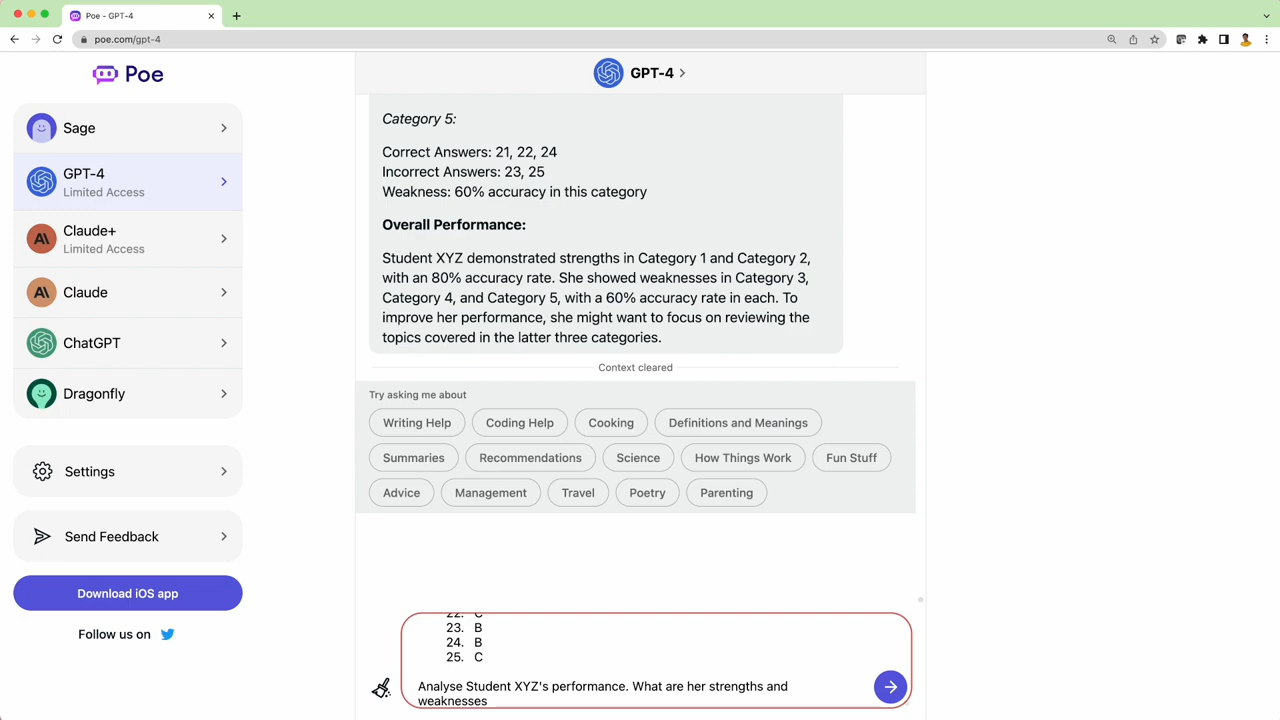 Poe - GPT-4
poe.com/gpt-4
Poe
Sage
GPT-4
Limited Access
Claude+
Limited Access
Claude
ChatGPT
Dragonfly
Settings
Send Feedback
Download iOS app
Follow us on
GPT-4
Category 5:
Correct Answers: 21, 22, 24
Incorrect Answers: 23, 25
Weakness: 60% accuracy in this category
Overall Performance:
Student XYZ demonstrated strengths in Category 1 and Category 2,
with an 80% accuracy rate. She showed weaknesses in Category 3,
Category 4, and Category 5, with a 60% accuracy rate in each. To
improve her performance, she might want to focus on reviewing the
topics covered in the latter three categories.
Context cleared
Try asking me about
Writing Help Coding Help Cooking Definitions and Meanings
Summaries Recommendations Science How Things Work Fun Stuff
Advice Management Travel Poetry Parenting
22. C
23. B
24. B
25. C
Analyse Student XYZ's performance. What are her strengths and
weaknesses